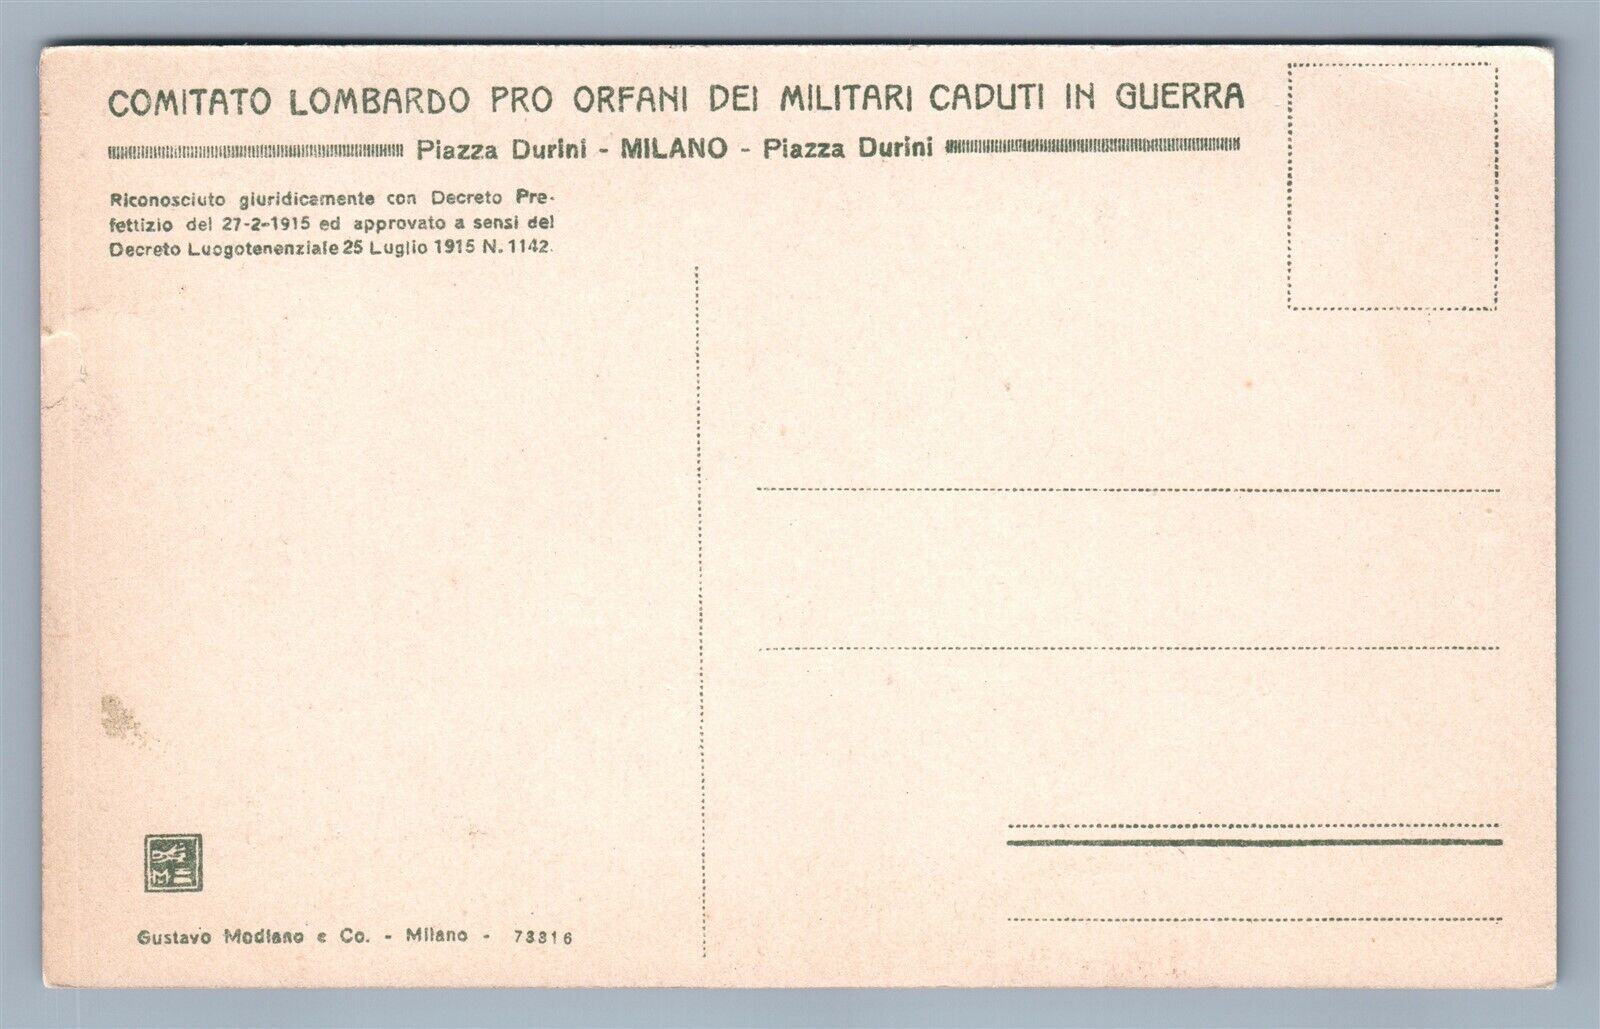 COMITATO LOMBARDO PRO ORFANI DEI MILITARI CADUTI IN GUERRA
Piazza Durini - MILANO - Piazza Durini
Riconosciuto giuridicamente con Decreto Pre-
fettizio del 27-2-1915 ed approvato a sensi del
Decreto Luogotenenziale 25 Luglio 1915 N. 1142.
M
Gustavo Modiano e Co. - Milano - 73316